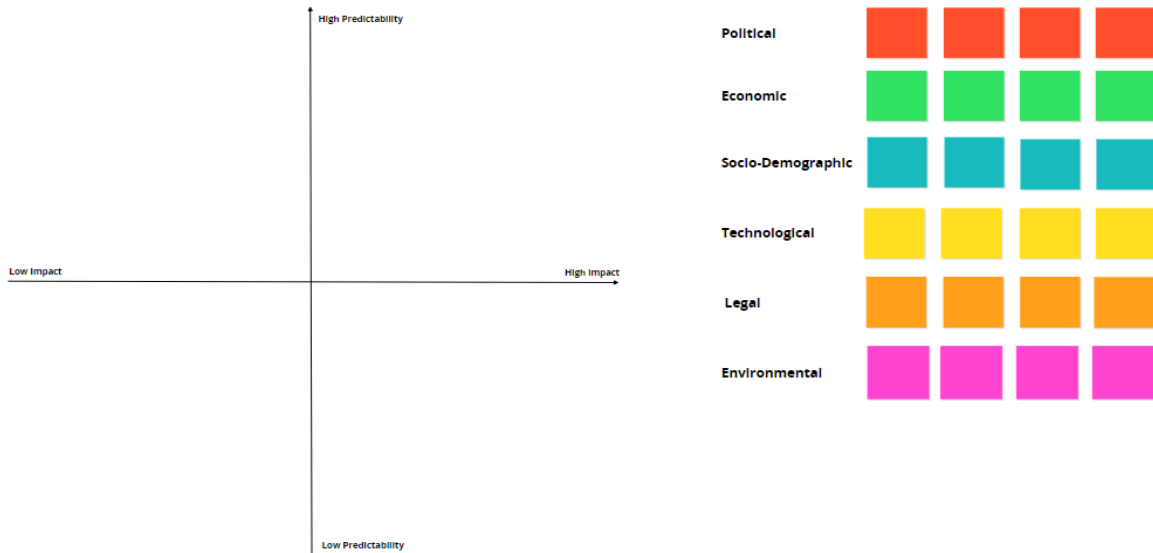 High Predictability
Political
Economic
Socio-Demographic
Technological
Low Impact
High Impact
Legal
Environmental
Low Predictability